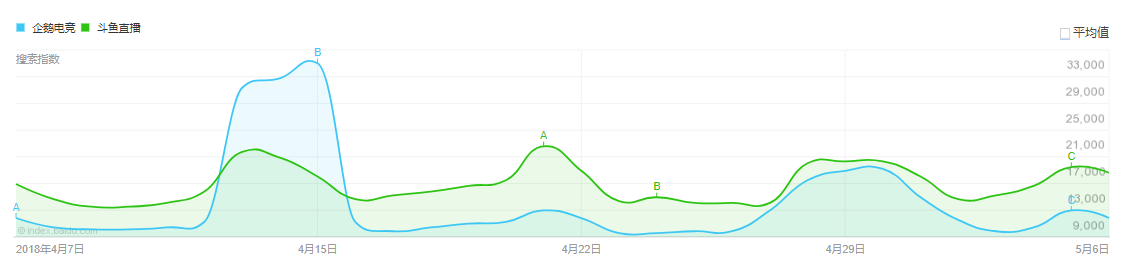 企鹅电竞 斗鱼直播
平均值
搜索指数
33,000
29,000
25,000
21,000
17,000
13,000
9,000
A
B
C
A
B
C
© index.baidu.com
2018年4月7日 4月15日 4月22日 4月29日 5月6日